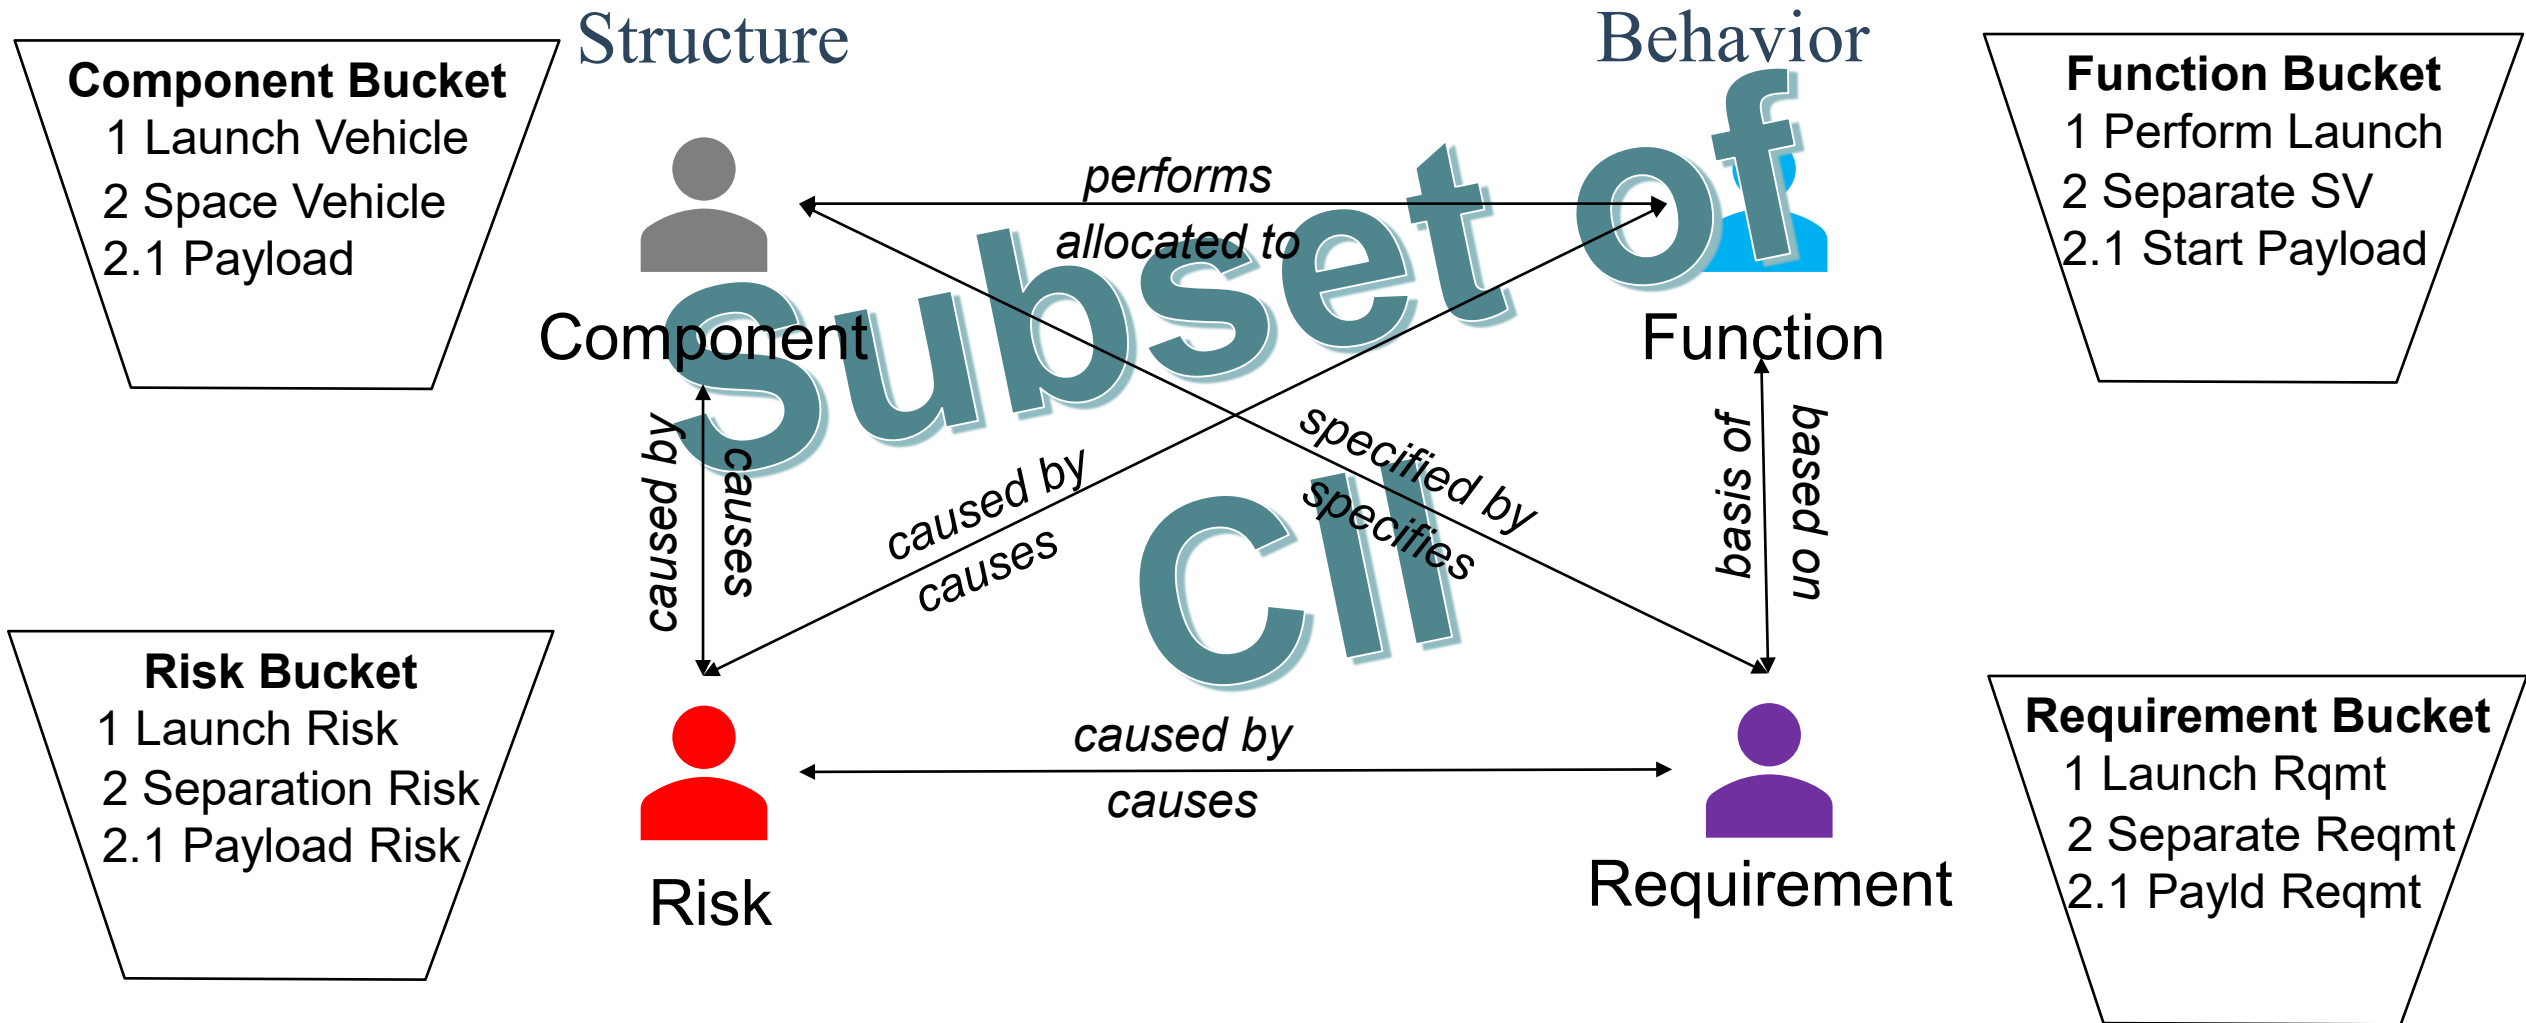 Structure
Behavior
Component Bucket
1 Launch Vehicle
2 Space Vehicle
2.1 Payload
Function Bucket
1 Perform Launch
2 Separate SV
2.1 Start Payload
performs
allocated to
Component
Function
Subset of
CII
caused by
causes
caused by
causes
specified by
specifies
basis of
based on
Risk Bucket
1 Launch Risk
2 Separation Risk
2.1 Payload Risk
Requirement Bucket
1 Launch Rqmt
2 Separate Reqmt
2.1 Payld Reqmt
caused by
causes
Risk
Requirement